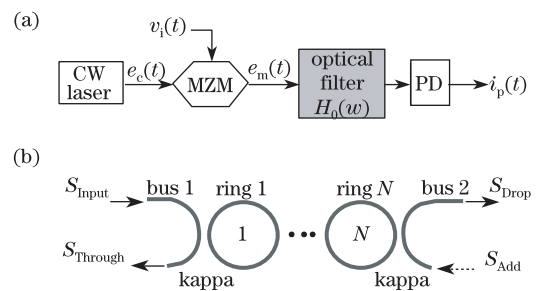 (a)
v_i(t)
CW laser
e_c(t)
MZM
e_m(t)
optical filter H_0(w)
PD
i_p(t)
(b)
S_Input
bus 1
ring 1
ring N
bus 2
S_Drop
1
N
S_Through
kappa
kappa
S_Add